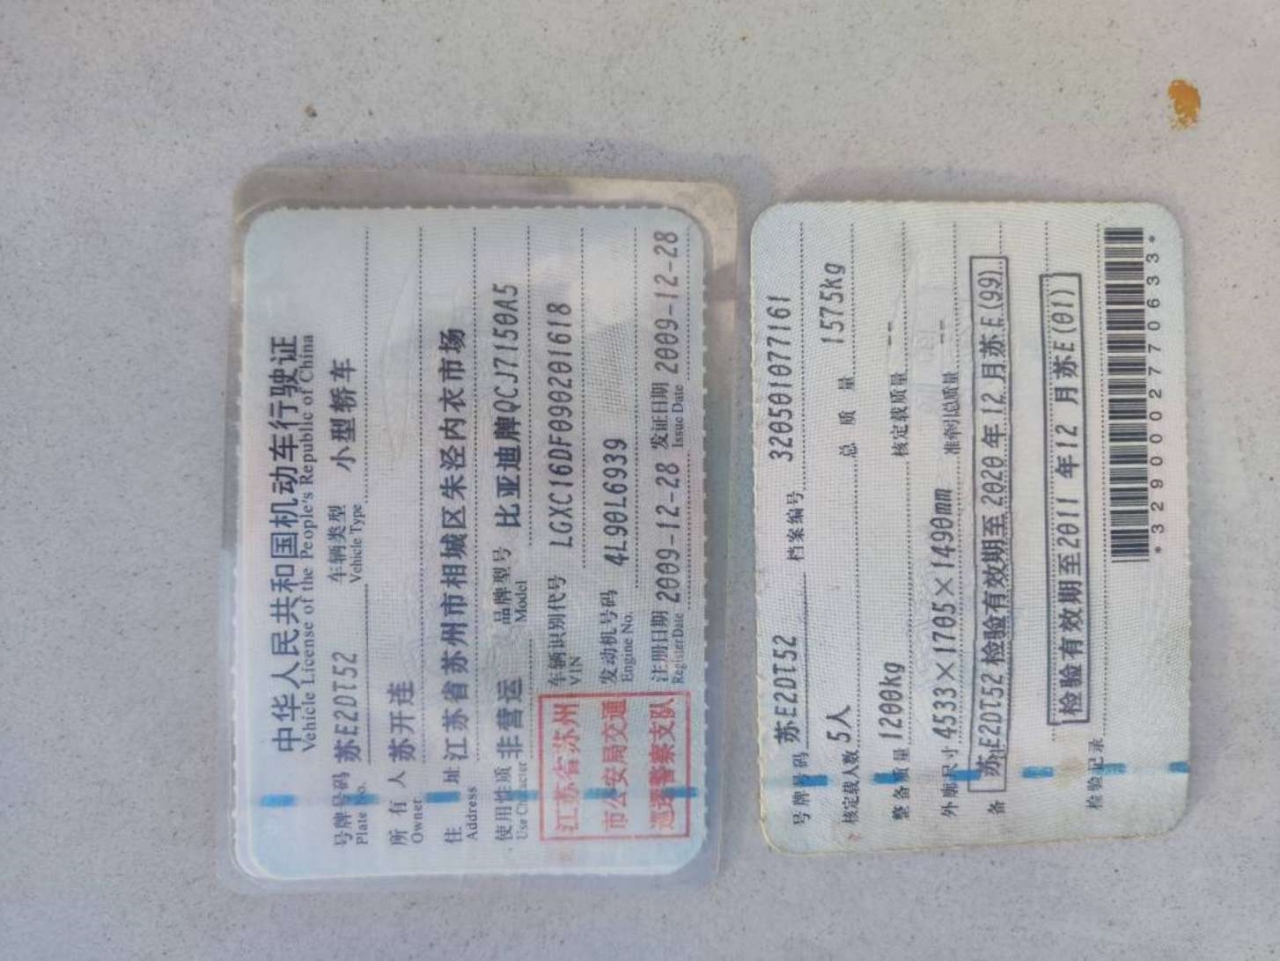 中华人民共和国机动车行驶证
Vehicle License of the People's Republic of China
号牌号码 苏E2DT52 车辆类型 小型轿车
Plate No. Vehicle Type
所有人 苏开连
Owner
住址 江苏省苏州市相城区朱泾内衣市场
Address
使用性质 非营运 品牌型号 比亚迪牌QCJ7150A5
Use Character Model
江苏省苏州
市公安局交通
巡逻警察支队
车辆识别代号 LGXC16DF090201618
VIN
发动机号码 4L90L6939
Engine No.
注册日期 2009-12-28 发证日期 2009-12-28
Register Date Issue Date
号牌号码 苏E2DT52 档案编号 320501077161
核定载人数 5人 总质量 1575kg
整备质量 1200kg 核定载质量 --
外廓尺寸 4533×1705×1490mm 准牵引总质量 --
备 苏E2DT52 检验有效期至 2020 年 12 月 苏E(99)
检验有效期至2011 年12 月 苏E(01)
检验记录
*3290002770633*